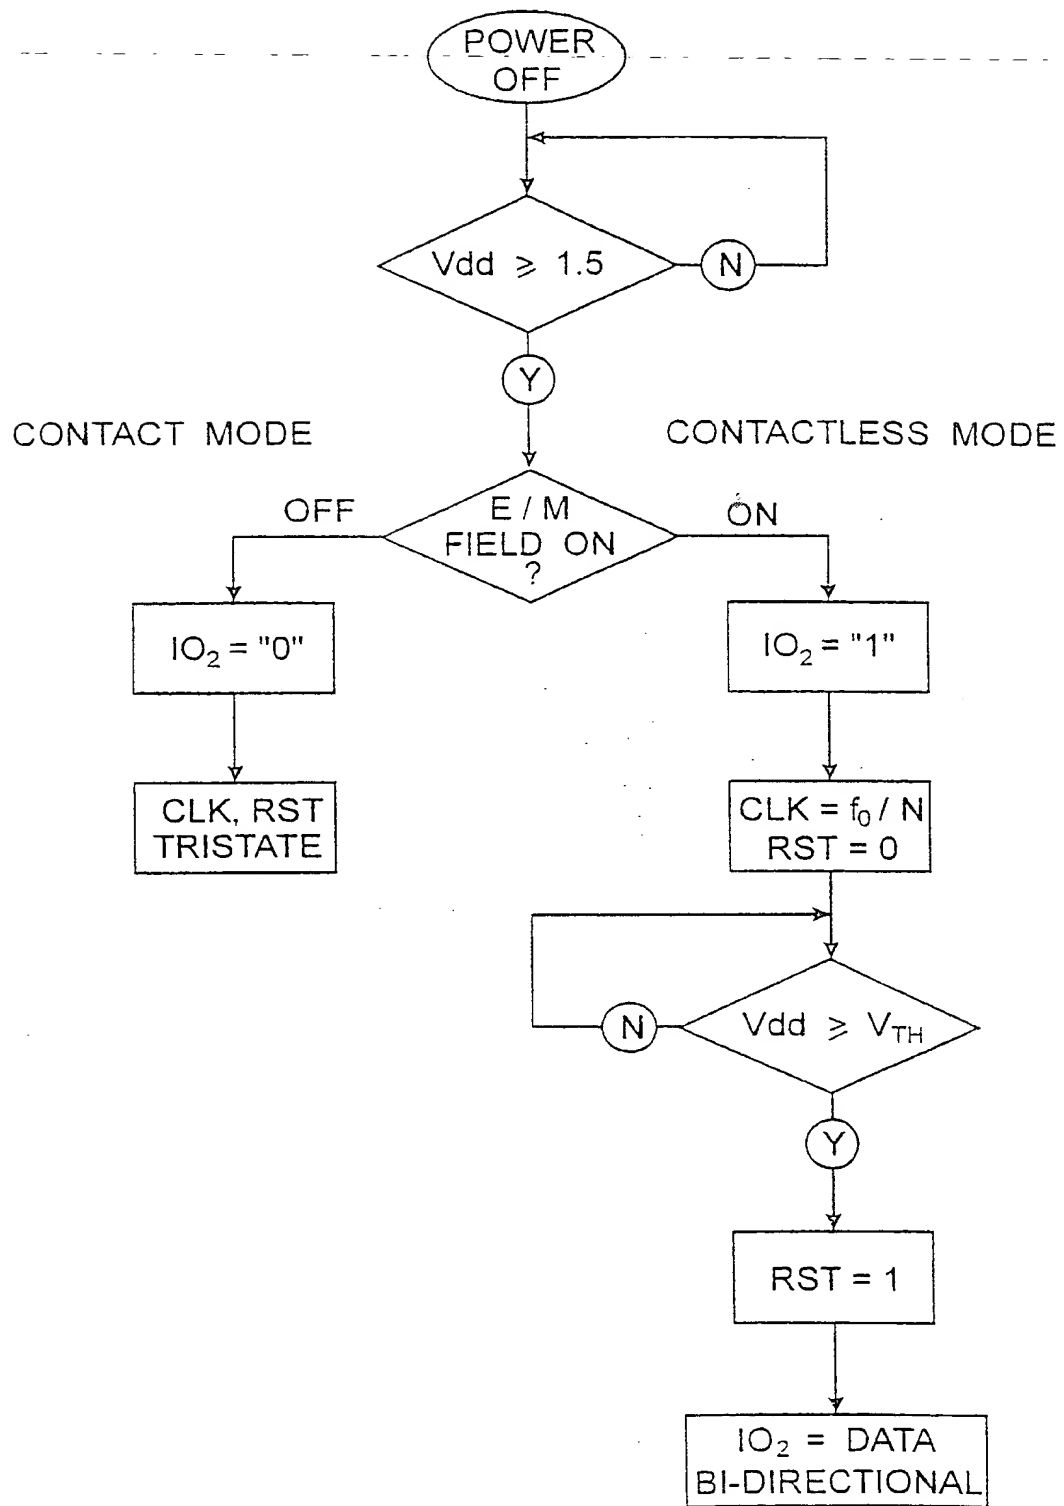 POWER
OFF
Vdd ≥ 1.5
N
Y
CONTACT MODE
CONTACTLESS MODE
OFF
E / M
FIELD ON
?
ON
IO₂ = "0"
IO₂ = "1"
CLK, RST
TRISTATE
CLK = f₀ / N
RST = 0
N
Vdd ≥ V_TH
Y
RST = 1
IO₂ = DATA
BI-DIRECTIONAL